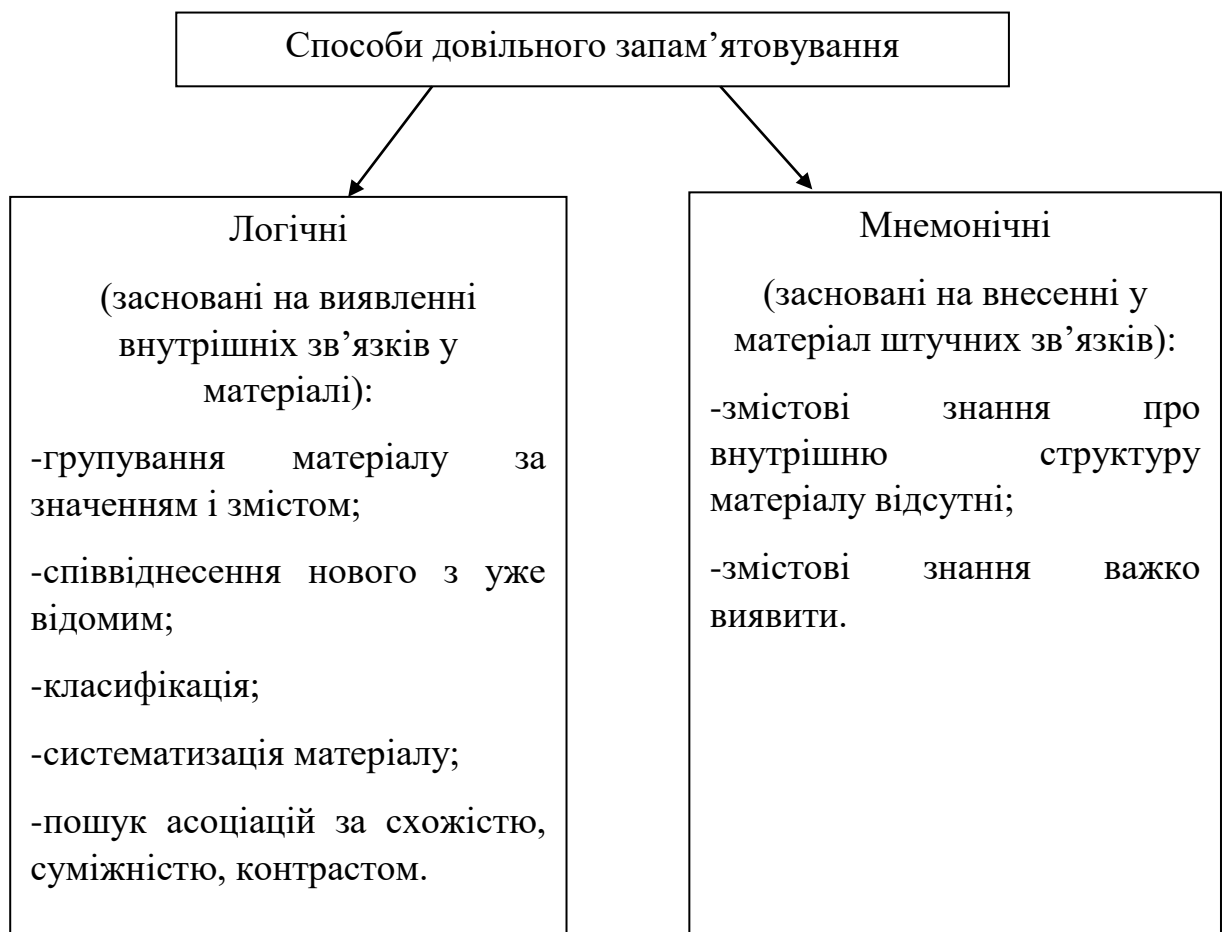 Способи довільного запам’ятовування
Логічні
(засновані на виявленні
внутрішніх зв’язків у
матеріалі):
-групування матеріалу за
значенням і змістом;
-співвіднесення нового з уже
відомим;
-класифікація;
-систематизація матеріалу;
-пошук асоціацій за схожістю,
суміжністю, контрастом.
Мнемонічні
(засновані на внесенні у
матеріал штучних зв’язків):
-змістові знання про
внутрішню структуру
матеріалу відсутні;
-змістові знання важко
виявити.